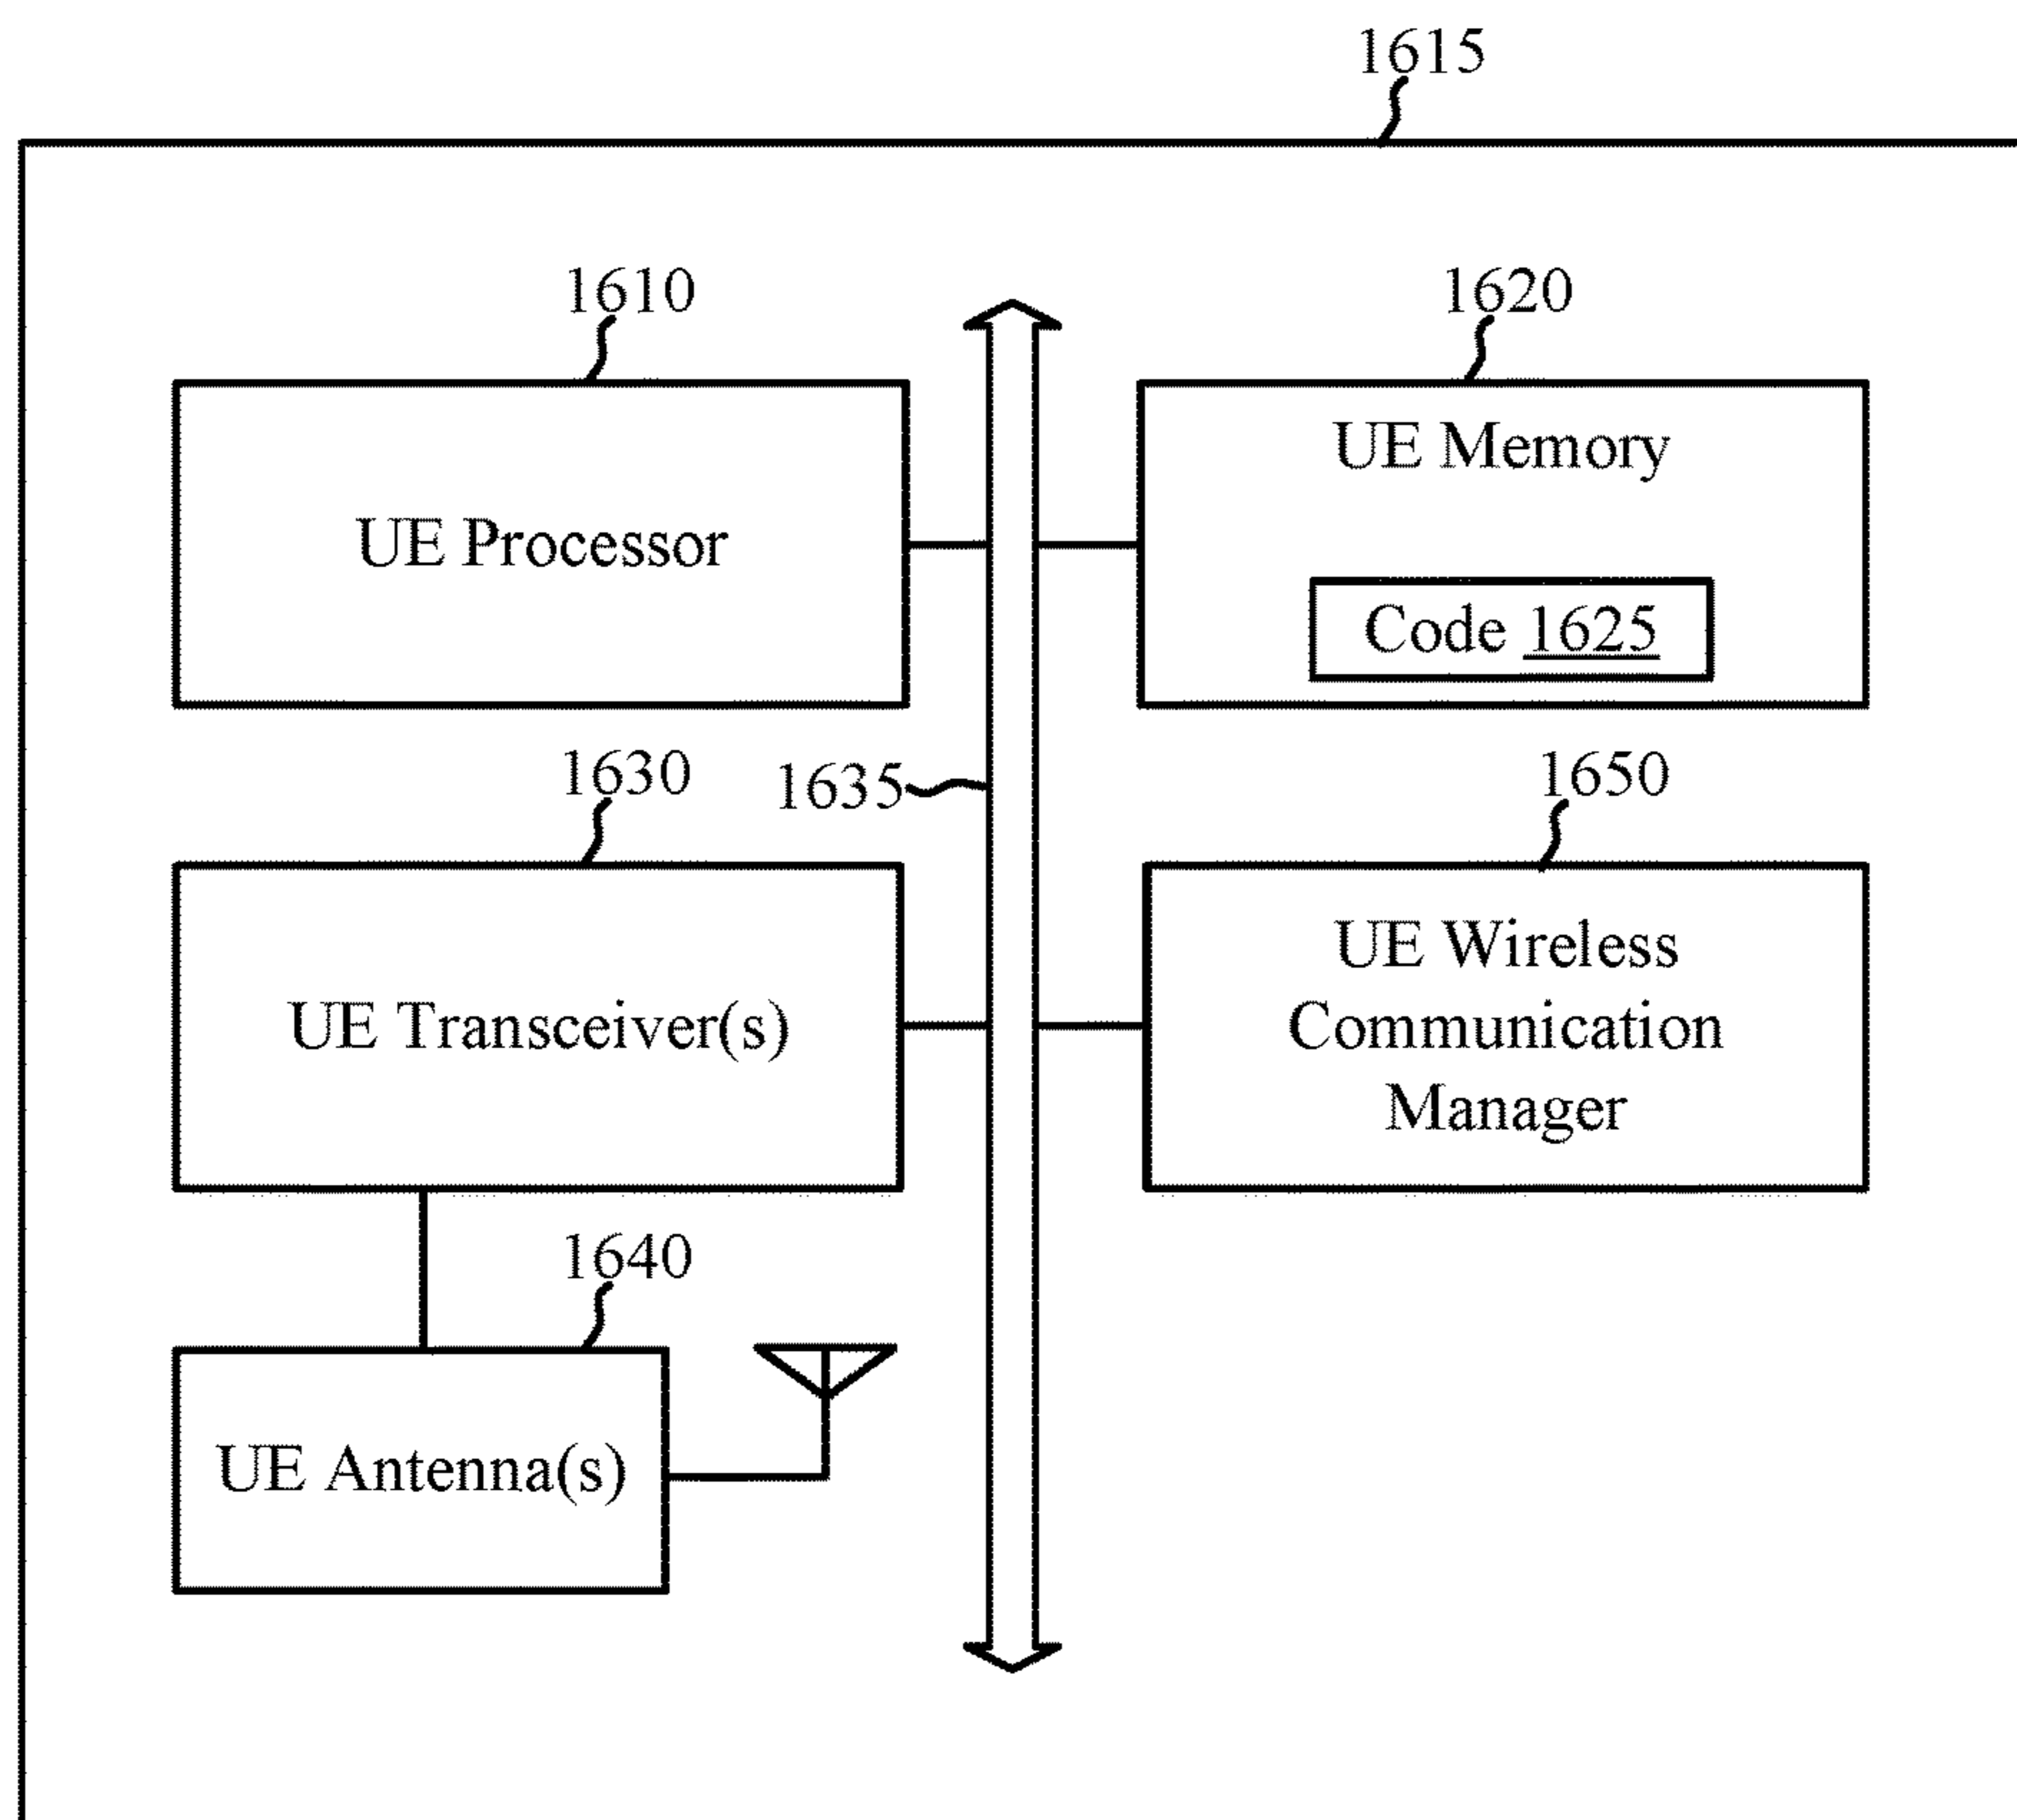 1615
1610
1620
UE Processor
UE Memory
Code 1625
1630
1635
1650
UE Transceiver(s)
UE Wireless
Communication
Manager
1640
UE Antenna(s)